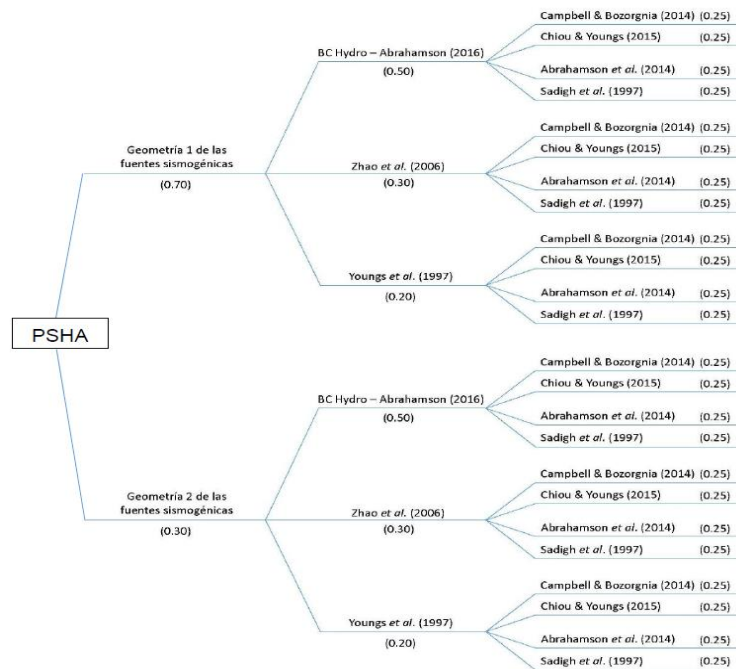 Campbell & Bozorgnia (2014) (0.25)
Chiou & Youngs (2015) (0.25)
BC Hydro – Abrahamson (2016)
(0.50)
Abrahamson et al. (2014) (0.25)
Sadigh et al. (1997) (0.25)
Campbell & Bozorgnia (2014) (0.25)
Chiou & Youngs (2015) (0.25)
Geometría 1 de las
fuentes sismogénicas
(0.70)
Zhao et al. (2006)
(0.30)
Abrahamson et al. (2014) (0.25)
Sadigh et al. (1997) (0.25)
Campbell & Bozorgnia (2014) (0.25)
Chiou & Youngs (2015) (0.25)
Youngs et al. (1997)
(0.20)
Abrahamson et al. (2014) (0.25)
Sadigh et al. (1997) (0.25)
PSHA
Campbell & Bozorgnia (2014) (0.25)
Chiou & Youngs (2015) (0.25)
BC Hydro – Abrahamson (2016)
(0.50)
Abrahamson et al. (2014) (0.25)
Sadigh et al. (1997) (0.25)
Campbell & Bozorgnia (2014) (0.25)
Chiou & Youngs (2015) (0.25)
Geometría 2 de las
fuentes sismogénicas
(0.30)
Zhao et al. (2006)
(0.30)
Abrahamson et al. (2014) (0.25)
Sadigh et al. (1997) (0.25)
Campbell & Bozorgnia (2014) (0.25)
Chiou & Youngs (2015) (0.25)
Youngs et al. (1997)
(0.20)
Abrahamson et al. (2014) (0.25)
Sadigh et al. (1997) (0.25)